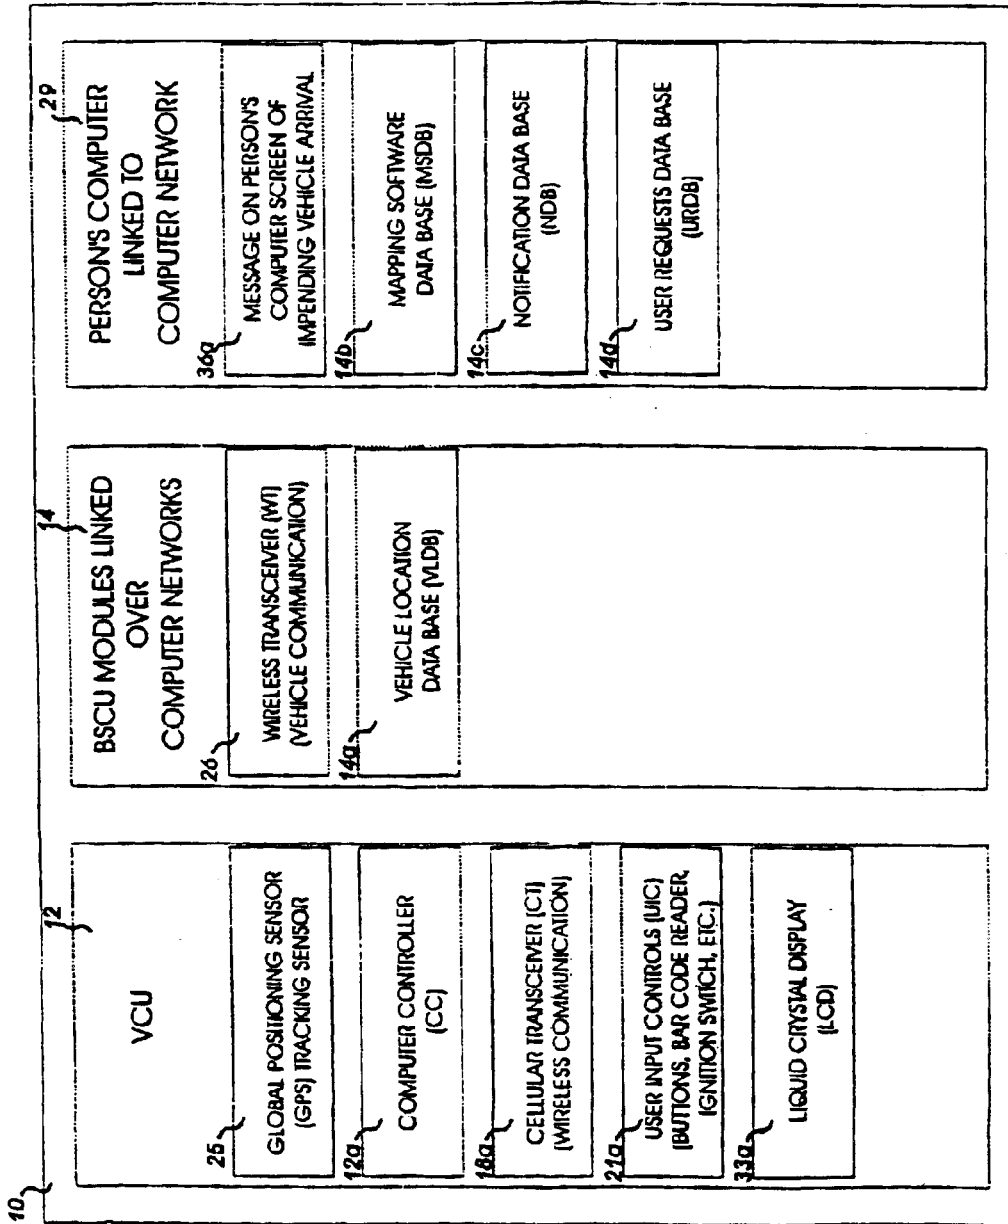 10
12
VCU
25
GLOBAL POSITIONING SENSOR
(GPS) TRACKING SENSOR
12a
COMPUTER CONTROLLER
(CC)
18a
CELLULAR TRANSCEIVER (CT)
(WIRELESS COMMUNICATION)
21a
USER INPUT CONTROLS (UIC)
(BUTTONS, BAR CODE READER,
IGNITION SWITCH, ETC.)
33a
LIQUID CRYSTAL DISPLAY
(LCD)
14
BSCU MODULES LINKED
OVER
COMPUTER NETWORKS
26
WIRELESS TRANSCEIVER (WT)
(VEHICLE COMMUNICATION)
14a
VEHICLE LOCATION
DATA BASE (VLDB)
29
PERSON'S COMPUTER
LINKED TO
COMPUTER NETWORK
36a
MESSAGE ON PERSON'S
COMPUTER SCREEN OF
IMPENDING VEHICLE ARRIVAL
14b
MAPPING SOFTWARE
DATA BASE (MSDB)
14c
NOTIFICATION DATA BASE
(NDB)
14d
USER REQUESTS DATA BASE
(URDB)